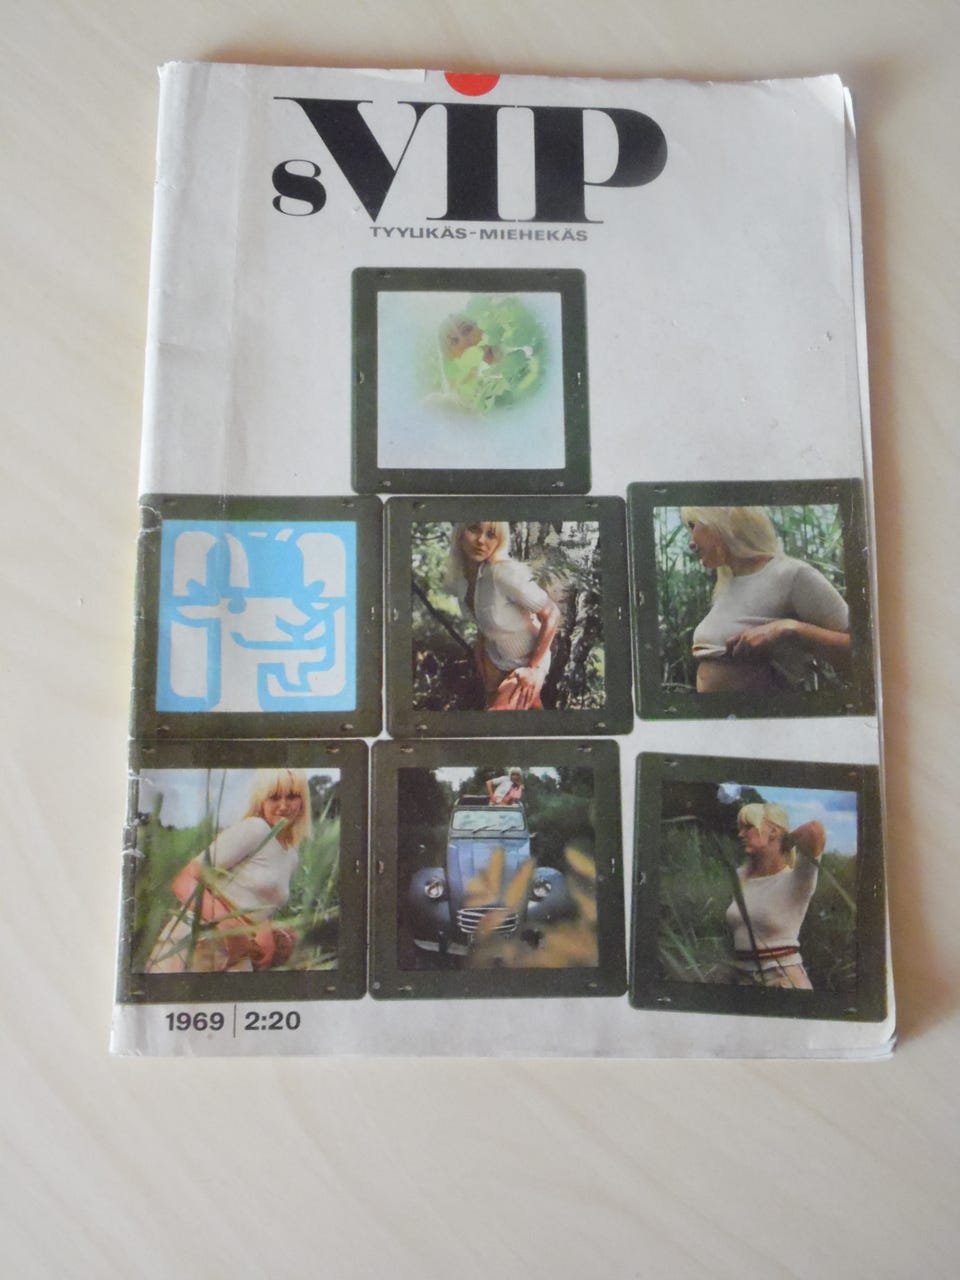 8 VIP
TYYLIKÄS-MIEHEKÄS
1969 | 2:20